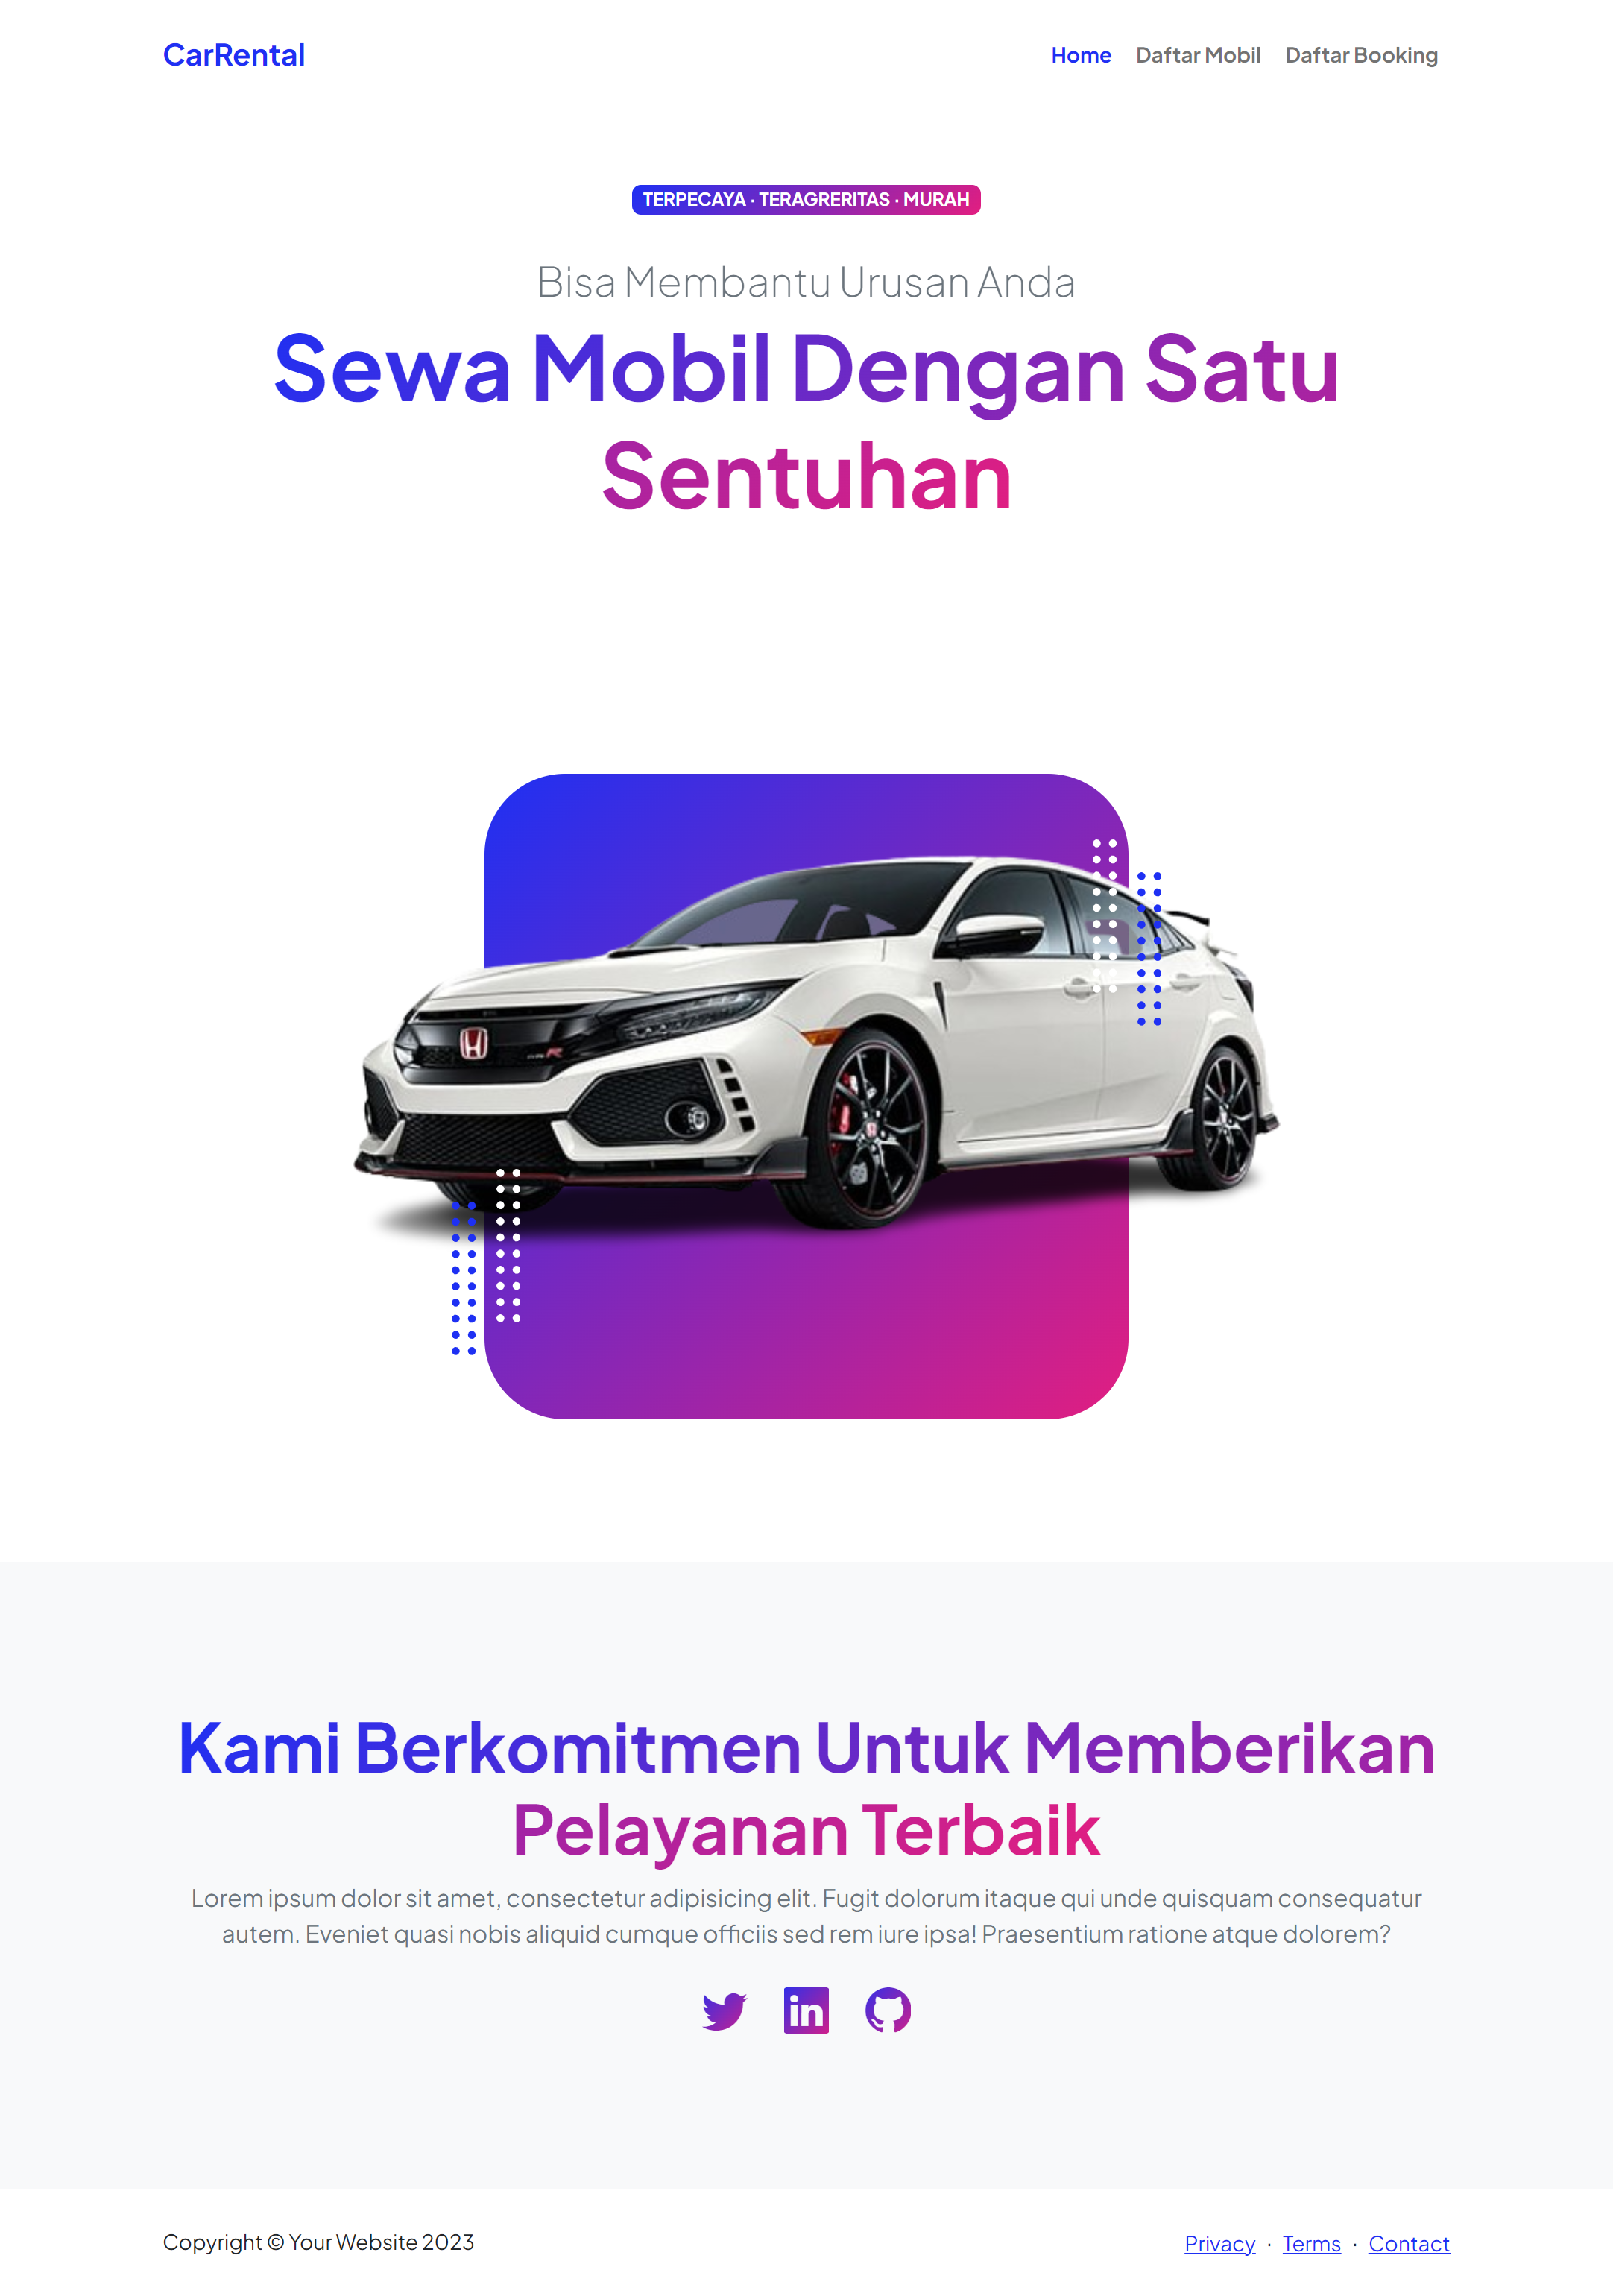 CarRental
Home Daftar Mobil Daftar Booking
TERPECAYA · TERAGRERITAS · MURAH
Bisa Membantu Urusan Anda
Sewa Mobil Dengan Satu
Sentuhan
Kami Berkomitmen Untuk Memberikan
Pelayanan Terbaik
Lorem ipsum dolor sit amet, consectetur adipisicing elit. Fugit dolorum itaque qui unde quisquam consequatur
autem. Eveniet quasi nobis aliquid cumque officiis sed rem iure ipsa! Praesentium ratione atque dolorem?
in
Copyright © Your Website 2023
Privacy · Terms · Contact